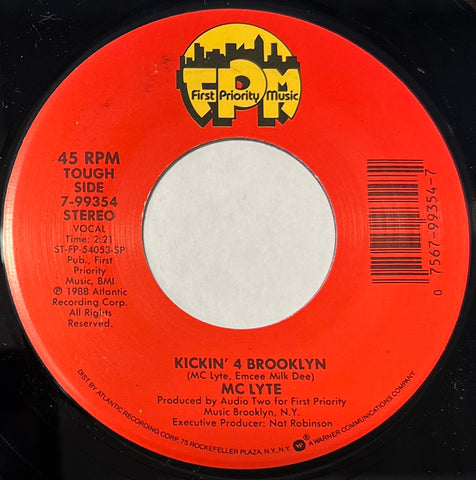 FPM
First Priority Music
45 RPM
TOUGH
SIDE
7-99354
STEREO
VOCAL
Time: 2:21
ST-FP-54053-SP
Pub., First
Priority
Music, BMI
℗ 1988 Atlantic
Recording Corp.
All Rights
Reserved.
0 7567-99354-7
KICKIN' 4 BROOKLYN
(MC Lyte, Emcee Milk Dee)
MC LYTE
Produced by Audio Two for First Priority
Music Brooklyn, N.Y.
Executive Producer: Nat Robinson
DIST. BY ATLANTIC RECORDING CORP., 75 ROCKEFELLER PLAZA, N.Y., N.Y. ® A WARNER COMMUNICATIONS COMPANY.